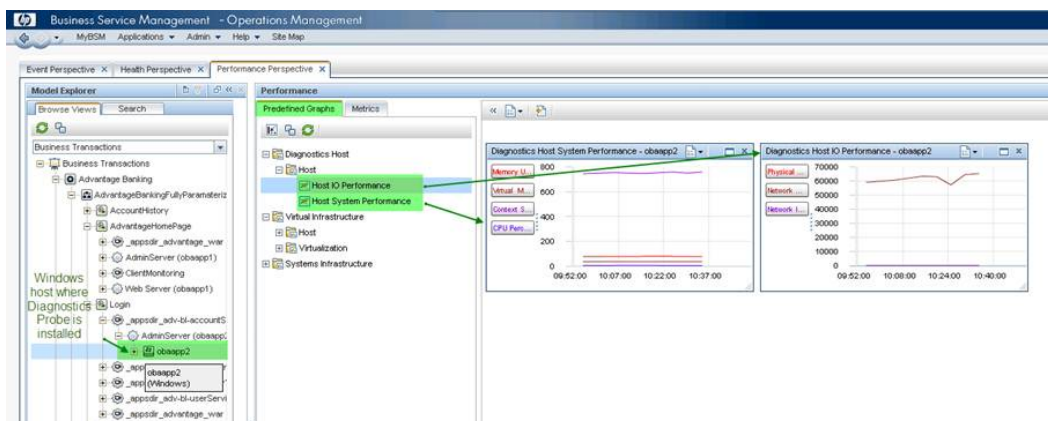 Business Service Management - Operations Management
MyBSM Applications Admin Help Site Map
Event Perspective Health Perspective Performance Perspective
Model Explorer
Browse Views Search
Business Transactions
Business Transactions
Advantage Banking
AdvantageBankingFullyParamateriz
AccountHistory
AdvantageHomePage
_appsdir_advantage_war
AdminServer (obaapp1)
ClientMonitoring
Web Server (obaapp1)
Login
_appsdir_adv-bl-accountS
AdminServer (obaapp2
obaapp2
_app
_app
_appsdir_adv-bl-userServi
_appsdir_advantage_war
obaapp2
(Windows)
Windows
host where
Diagnostics
Probe is
installed
Performance
Predefined Graphs Metrics
Diagnostics Host
Host
Host IO Performance
Host System Performance
Virtual Infrastructure
Host
Virtualization
Systems Infrastructure
Diagnostics Host System Performance - obaapp2
Memory U...
Virtual M...
Context S...
CPU Perc...
800
600
400
200
0
09:52:00 10:07:00 10:22:00 10:37:00
Diagnostics Host IO Performance - obaapp2
Physical ...
Network ...
Network I...
70000
60000
50000
40000
30000
20000
10000
0
09:52:00 10:08:00 10:24:00 10:40:00